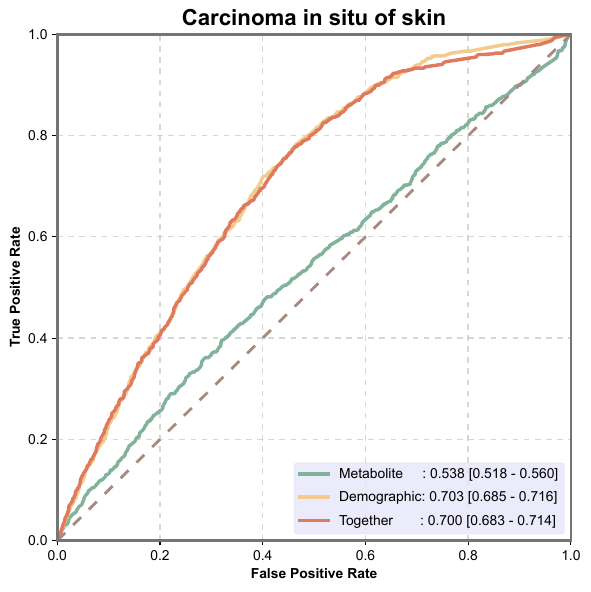 Carcinoma in situ of skin
True Positive Rate
1.0
0.8
0.6
0.4
0.2
0.0
Metabolite : 0.538 [0.518 - 0.560]
Demographic: 0.703 [0.685 - 0.716]
Together : 0.700 [0.683 - 0.714]
0.0 0.2 0.4 0.6 0.8 1.0
False Positive Rate